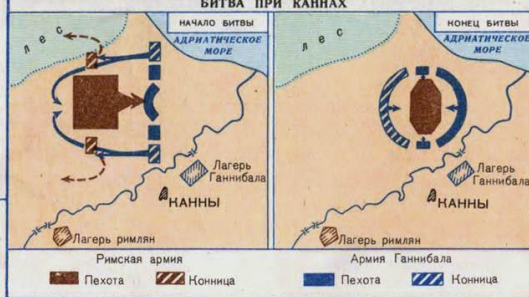 БИТВА ПРИ КАННАХ
НАЧАЛО БИТВЫ
лес
АДРИАТИЧЕСКОЕ
МОРЕ
Лагерь
Ганнибала
КАННЫ
Лагерь римлян
КОНЕЦ БИТВЫ
лес
АДРИАТИЧЕСКОЕ
МОРЕ
Лагерь
Ганнибала
КАННЫ
Лагерь римлян
Римская армия
Пехота
Конница
Армия Ганнибала
Пехота
Конница